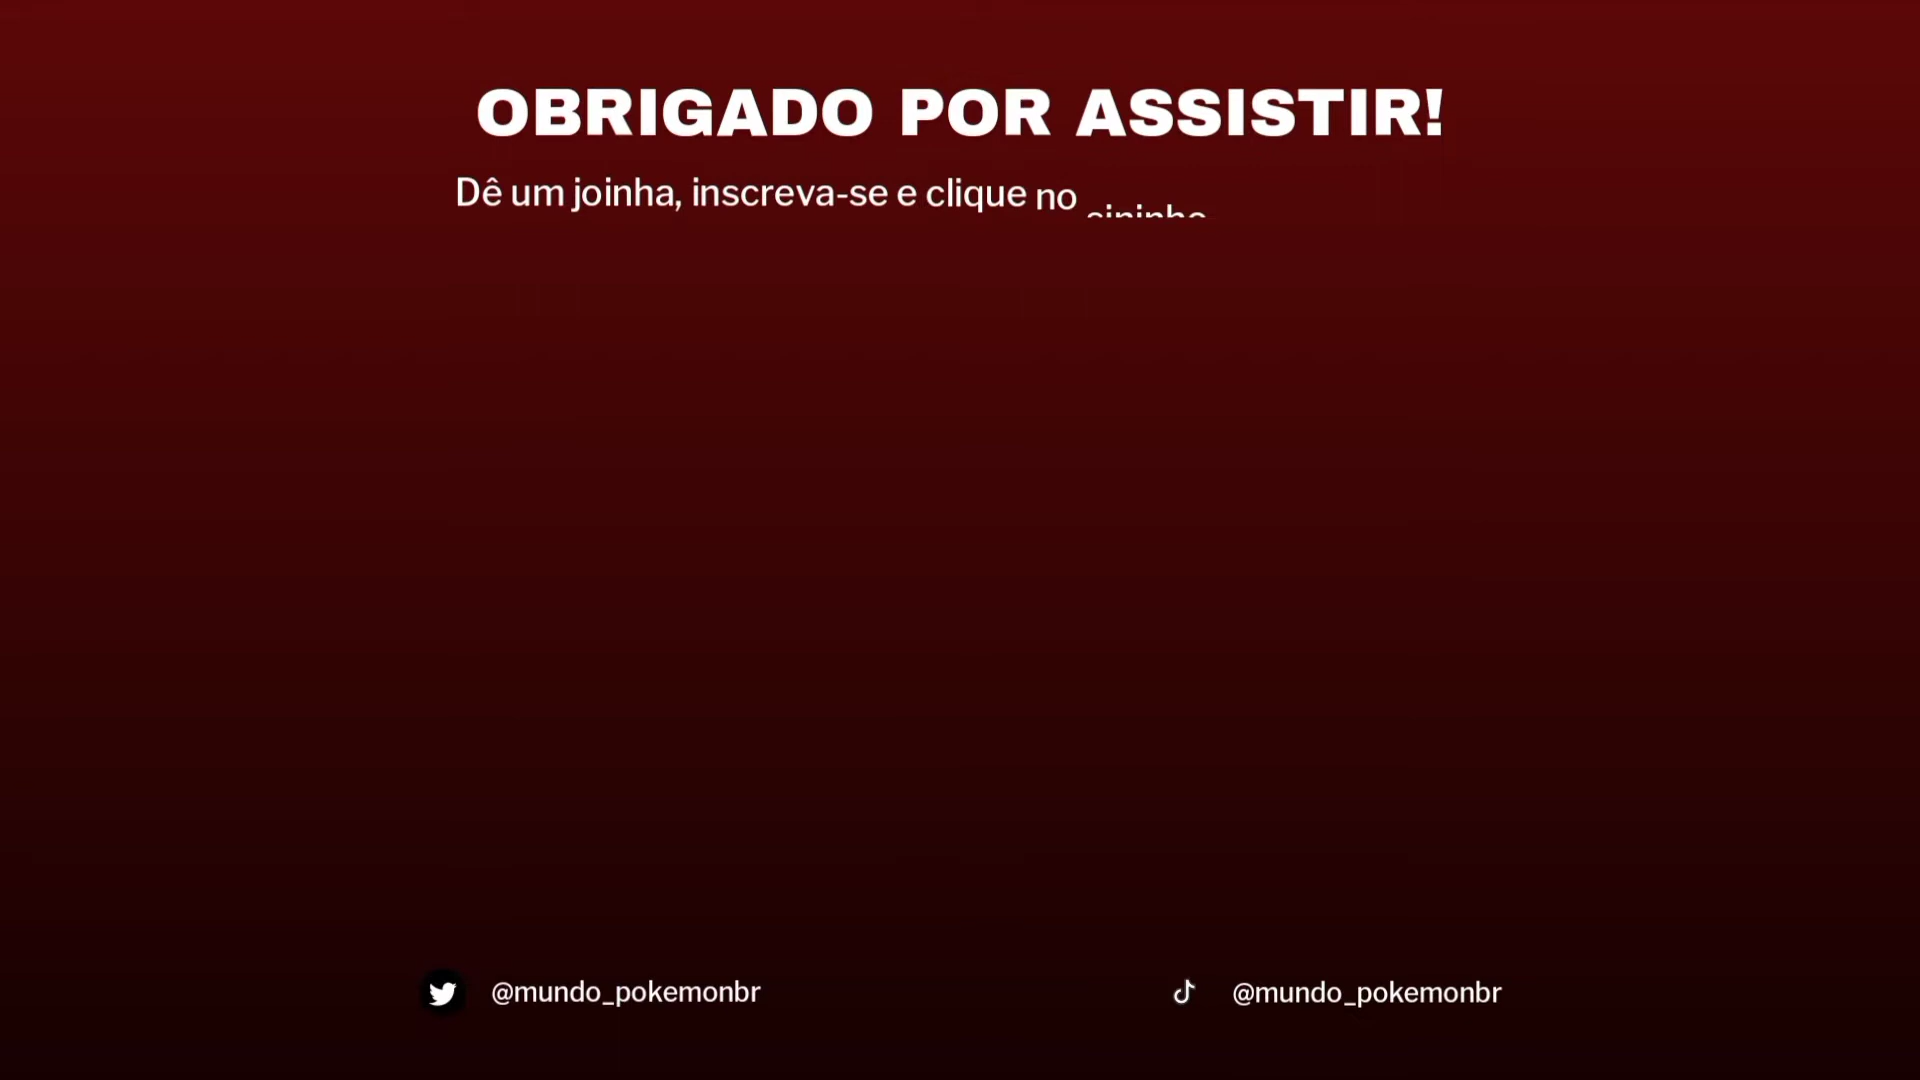 OBRIGADO POR ASSISTIR!
Dê um joinha, inscreva-se e clique no
@mundo_pokemonbr
@mundo_pokemonbr